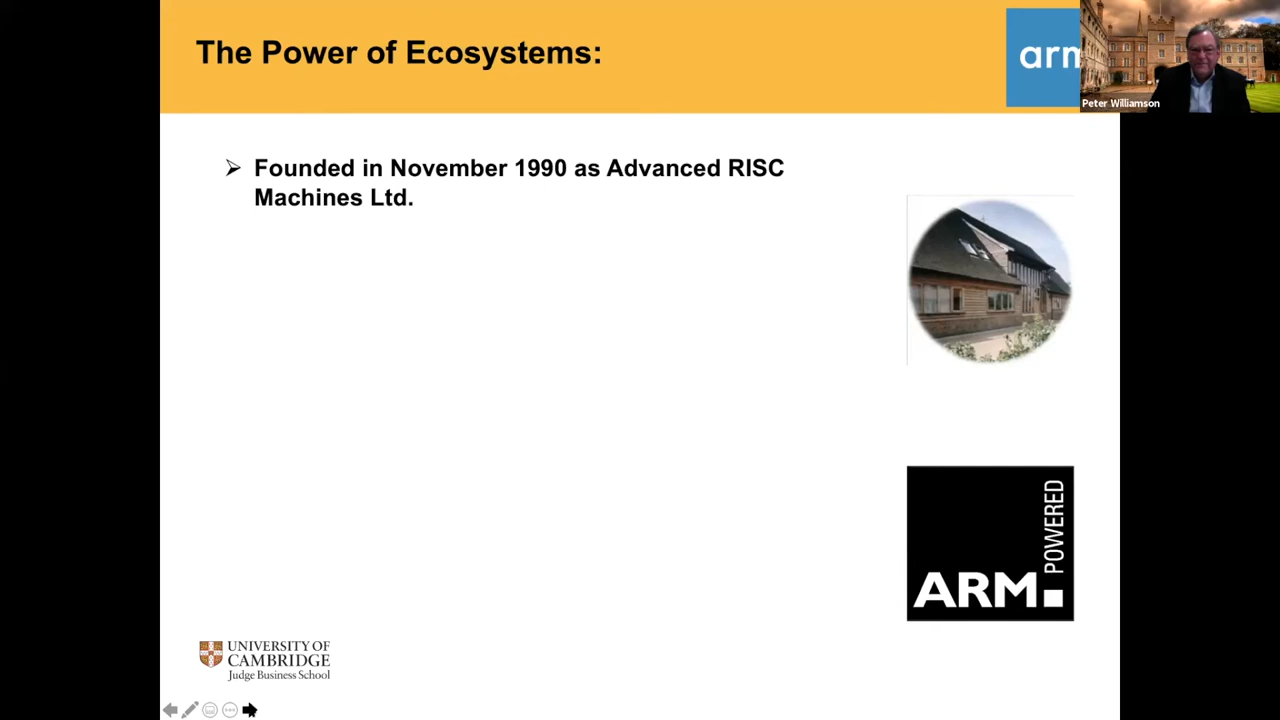 The Power of Ecosystems:
arm
Peter Williamson
➢ Founded in November 1990 as Advanced RISC
Machines Ltd.
POWERED
ARM
UNIVERSITY OF
CAMBRIDGE
Judge Business School